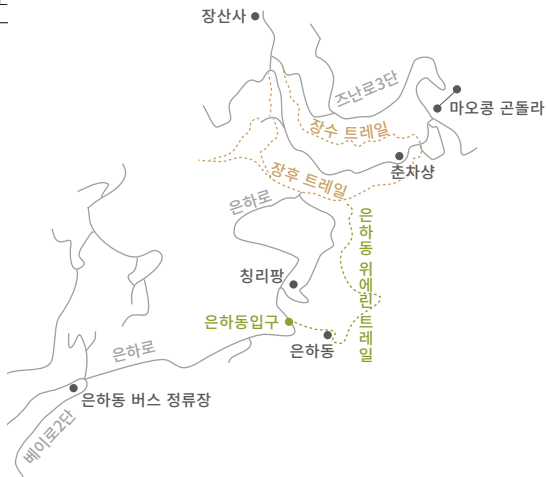 장산사
즈난로3단
마오콩 곤돌라
장수 트레일
춘차샹
장후 트레일
은하로
은하동 위에린 트레일
칭리팡
은하동입구
은하동
은하로
은하동 버스 정류장
베이로2단